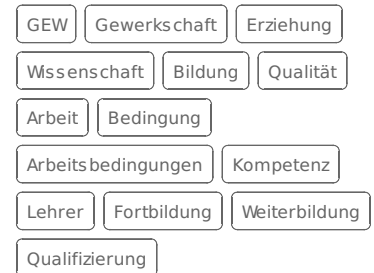 GEW Gewerkschaft Erziehung
Wissenschaft Bildung Qualität
Arbeit Bedingung
Arbeitsbedingungen Kompetenz
Lehrer Fortbildung Weiterbildung
Qualifizierung